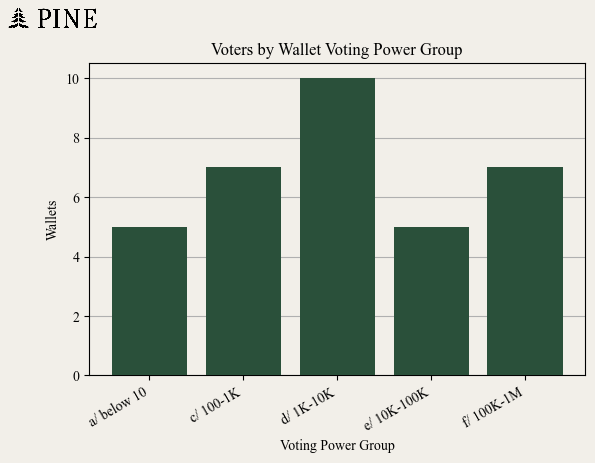 PINE
Voters by Wallet Voting Power Group
Wallets
10
8
6
4
2
0
a/ below 10
c/ 100-1K
d/ 1K-10K
e/ 10K-100K
f/ 100K-1M
Voting Power Group